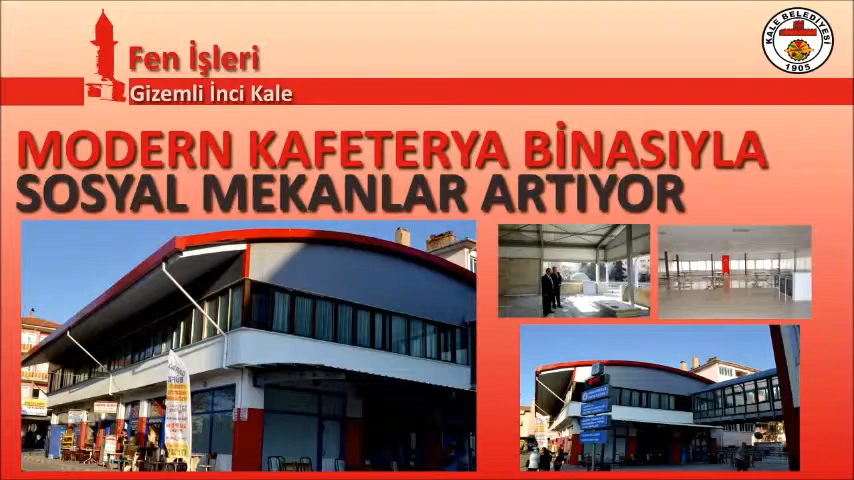 Fen İşleri
Gizemli İnci Kale
KALE BELEDİYESİ
1905
MODERN KAFETERYA BİNASIYLA
SOSYAL MEKANLAR ARTIYOR